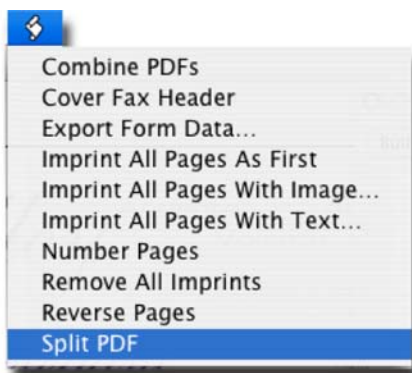 Combine PDFs
Cover Fax Header
Export Form Data...
Imprint All Pages As First
Imprint All Pages With Image...
Imprint All Pages With Text...
Number Pages
Remove All Imprints
Reverse Pages
Split PDF